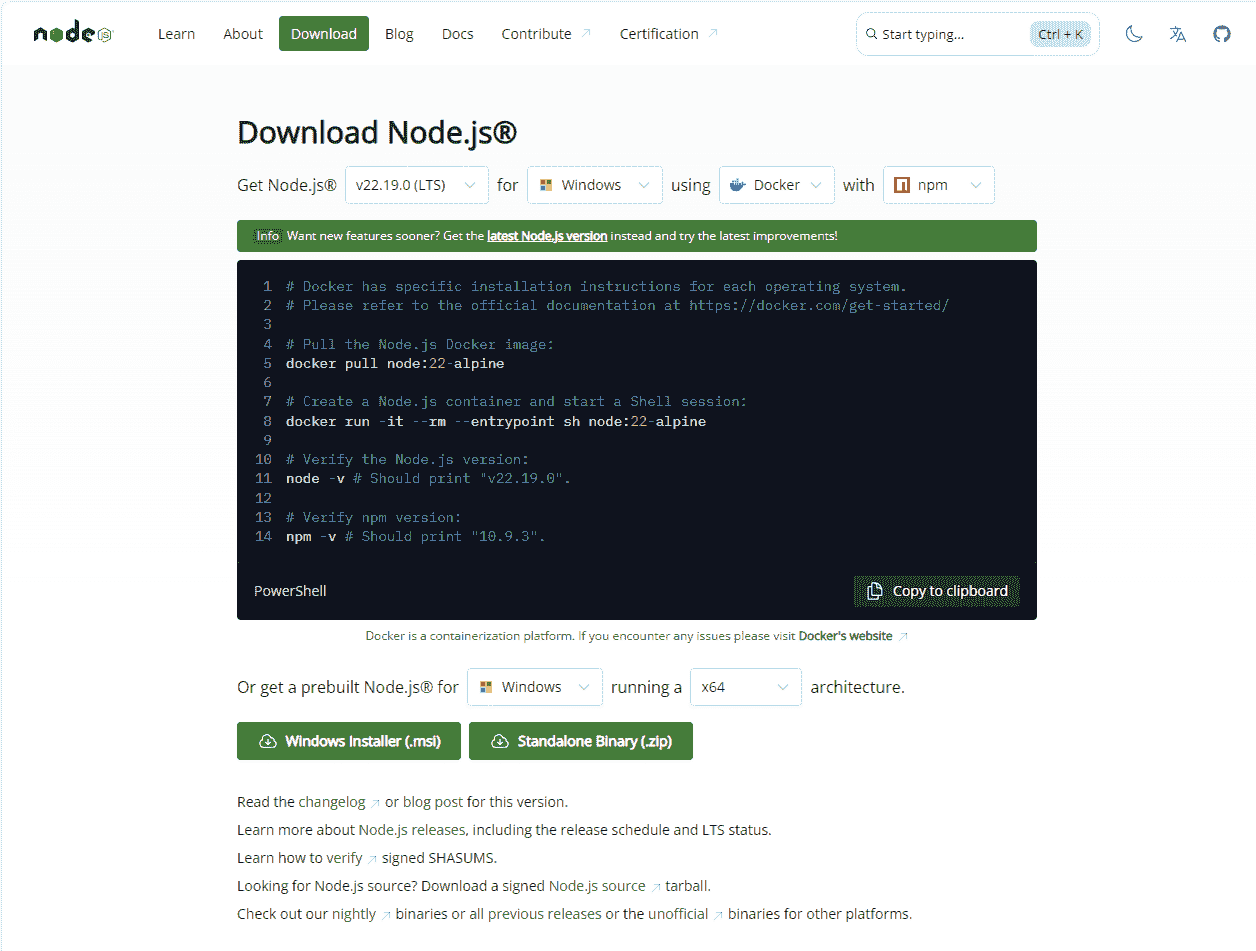 node js
Learn About Download Blog Docs Contribute Certification Start typing... Ctrl + K
Download Node.js®
Get Node.js® v22.19.0 (LTS) for Windows using Docker with npm
Info Want new features sooner? Get the latest Node.js version instead and try the latest improvements!
1 # Docker has specific installation instructions for each operating system.
2 # Please refer to the official documentation at https://docker.com/get-started/
3
4 # Pull the Node.js Docker image:
5 docker pull node:22-alpine
6
7 # Create a Node.js container and start a Shell session:
8 docker run -it --rm --entrypoint sh node:22-alpine
9
10 # Verify the Node.js version:
11 node -v # Should print "v22.19.0".
12
13 # Verify npm version:
14 npm -v # Should print "10.9.3".
PowerShell Copy to clipboard
Docker is a containerization platform. If you encounter any issues please visit Docker's website
Or get a prebuilt Node.js® for Windows running a x64 architecture.
Windows Installer (.msi) Standalone Binary (.zip)
Read the changelog or blog post for this version.
Learn more about Node.js releases, including the release schedule and LTS status.
Learn how to verify signed SHASUMS.
Looking for Node.js source? Download a signed Node.js source tarball.
Check out our nightly binaries or all previous releases or the unofficial binaries for other platforms.